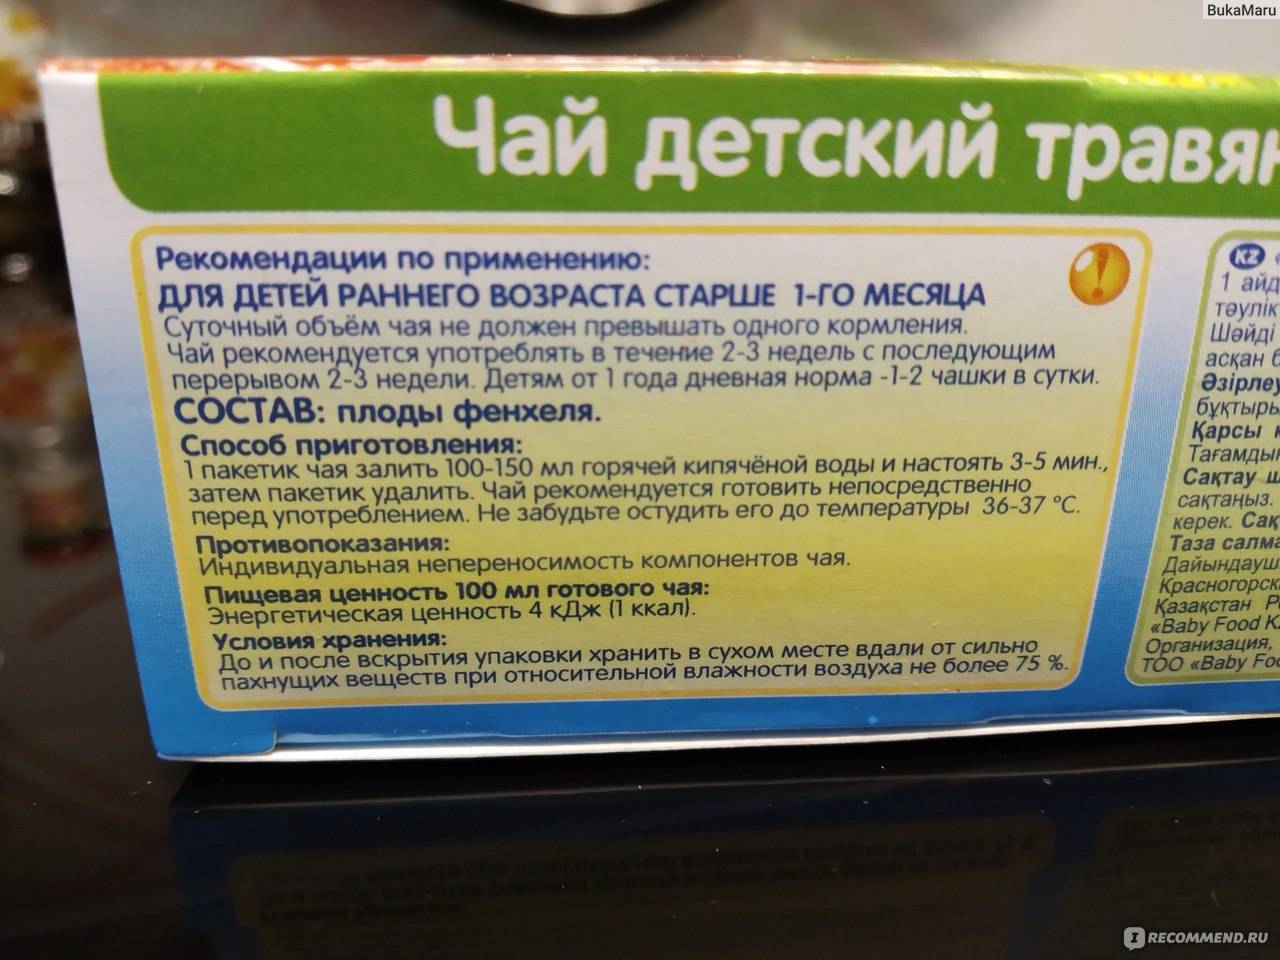 BukaMaru
Чай детский
Рекомендации по применению:
ДЛЯ ДЕТЕЙ РАННЕГО ВОЗРАСТА СТАРШЕ 1-ГО МЕСЯЦА
Суточный объём чая не должен превышать одного кормления.
Чай рекомендуется употреблять в течение 2-3 недель с последующим
перерывом 2-3 недели. Детям от 1 года дневная норма -1-2 чашки в сутки.
СОСТАВ: плоды фенхеля.
Способ приготовления:
1 пакетик чая залить 100-150 мл горячей кипячёной воды и настоять 3-5 мин.,
затем пакетик удалить. Чай рекомендуется готовить непосредственно
перед употреблением. Не забудьте остудить его до температуры 36-37 °С.
Противопоказания:
Индивидуальная непереносимость компонентов чая.
Пищевая ценность 100 мл готового чая:
Энергетическая ценность 4 кДж (1 ккал).
Условия хранения:
До и после вскрытия упаковки хранить в сухом месте вдали от сильно
пахнущих веществ при относительной влажности воздуха не более 75 %.
KZ
1
Шәйді
асқан
Қарсы
Сақтау
сақтаңыз.
керек.
Таза
Қазақстан
«Baby Food
Организация,
ТОО «Baby
IRECOMMEND.RU